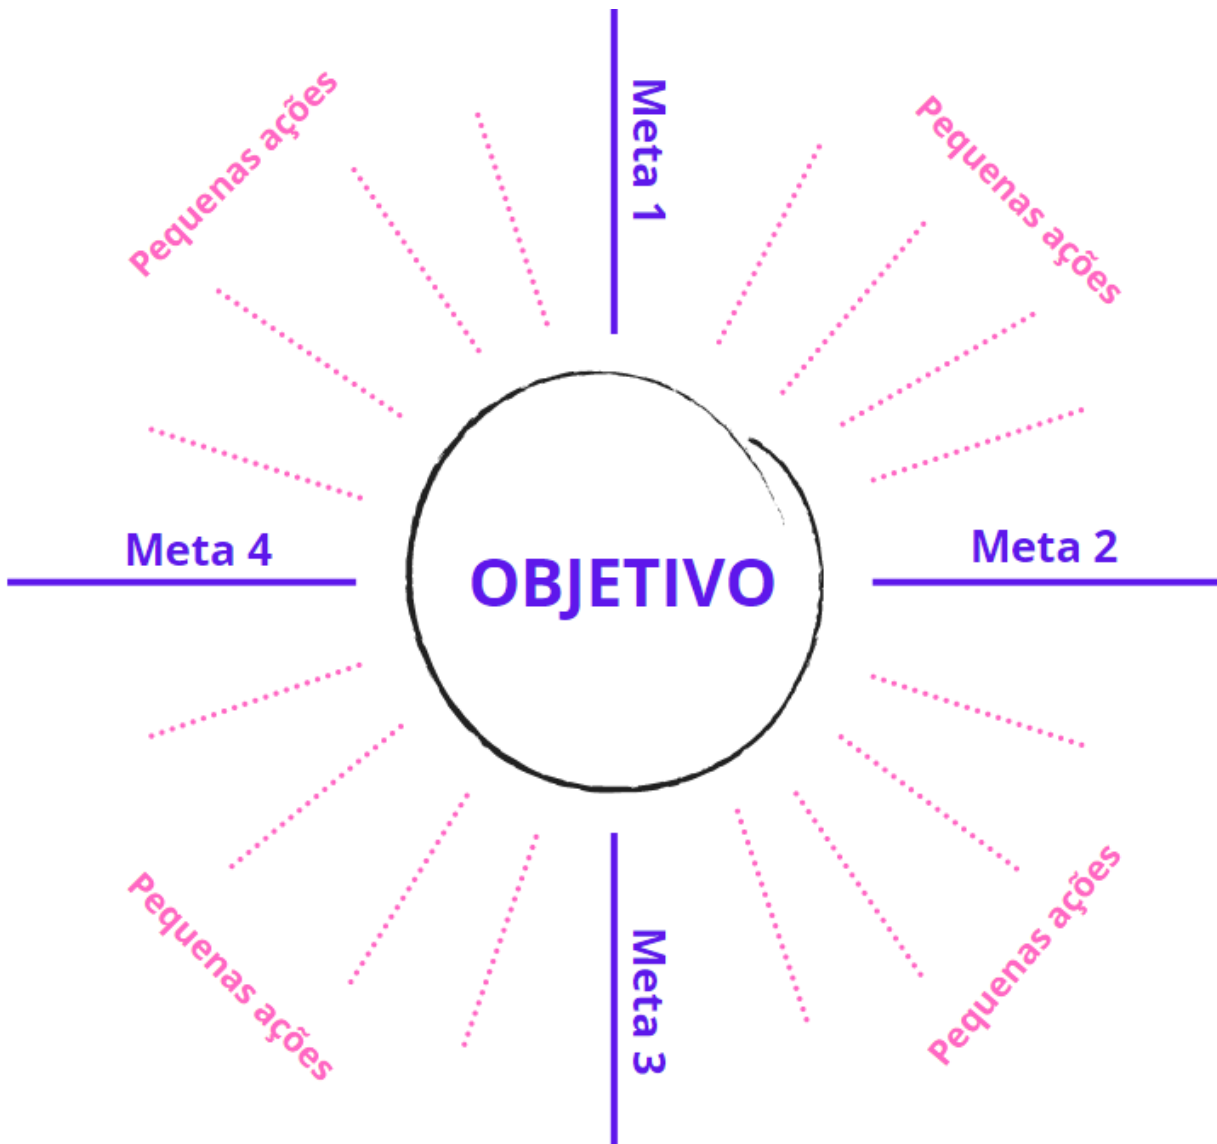 Pequenas ações
Meta 1
Pequenas ações
Meta 4
OBJETIVO
Meta 2
Pequenas ações
Meta 3
Pequenas ações